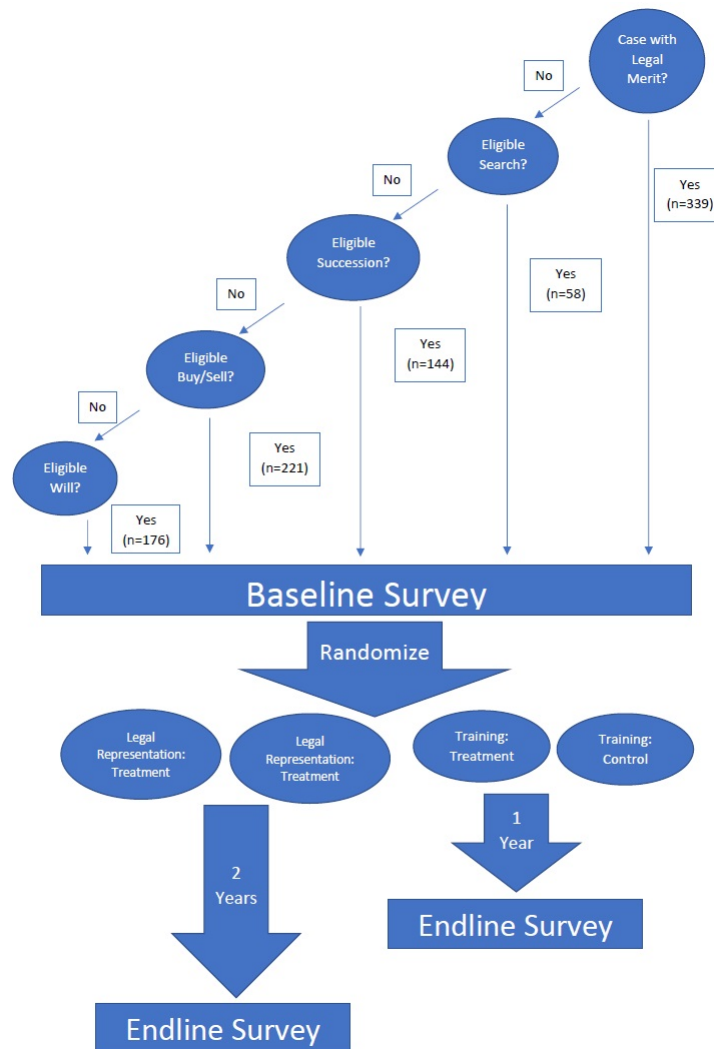 Case with
Legal
Merit?
No
Eligible
Search?
Yes
(n=339)
No
Eligible
Succession?
Yes
(n=58)
No
Eligible
Buy/Sell?
Yes
(n=144)
No
Eligible
Will?
Yes
(n=221)
Yes
(n=176)
Baseline Survey
Randomize
Legal
Representation:
Treatment
Legal
Representation:
Treatment
Training:
Treatment
Training:
Control
1
Year
2
Years
Endline Survey
Endline Survey